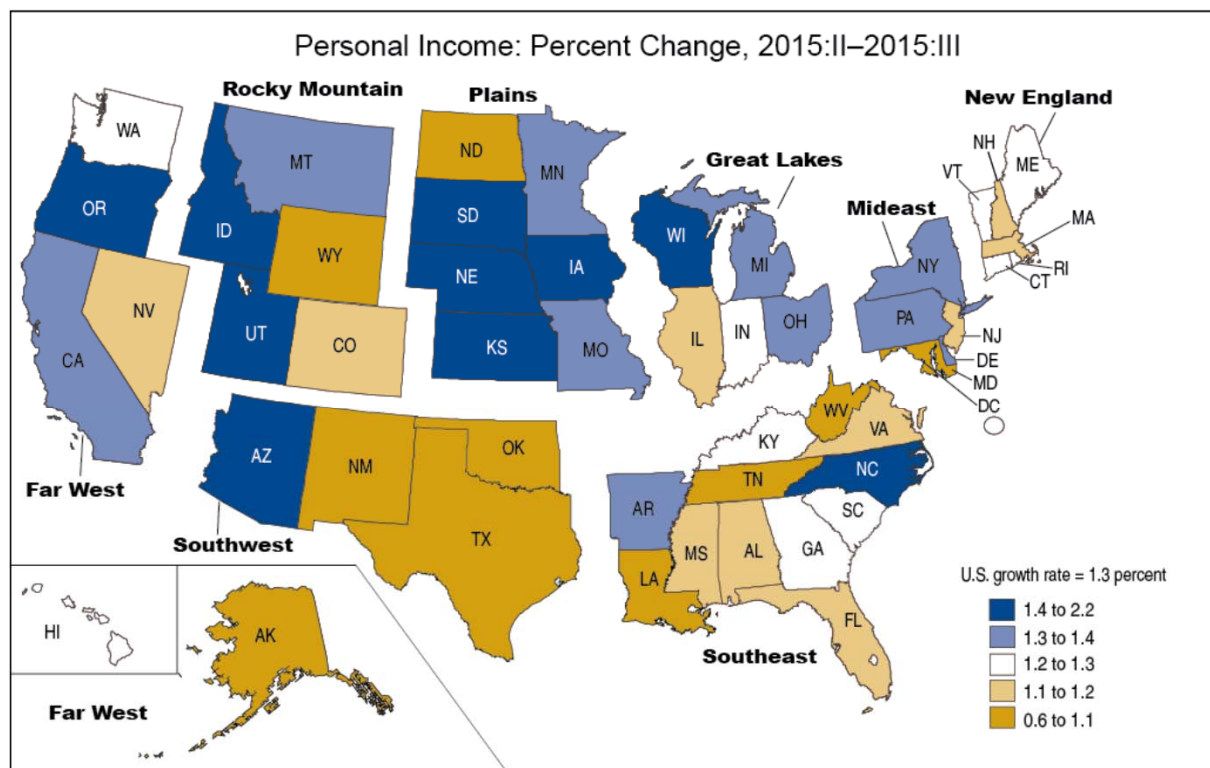 Personal Income: Percent Change, 2015:II–2015:III
Rocky Mountain
Plains
New England
Great Lakes
Mideast
WA
OR
CA
NV
MT
ID
WY
UT
CO
ND
SD
NE
KS
MN
IA
MO
WI
MI
IL
IN
OH
NH
VT
ME
MA
RI
CT
NY
PA
NJ
DE
MD
DC
Far West
AZ
NM
OK
TX
Southwest
WV
VA
KY
TN
NC
SC
AR
MS
AL
GA
LA
FL
Southeast
HI
AK
Far West
U.S. growth rate = 1.3 percent
1.4 to 2.2
1.3 to 1.4
1.2 to 1.3
1.1 to 1.2
0.6 to 1.1